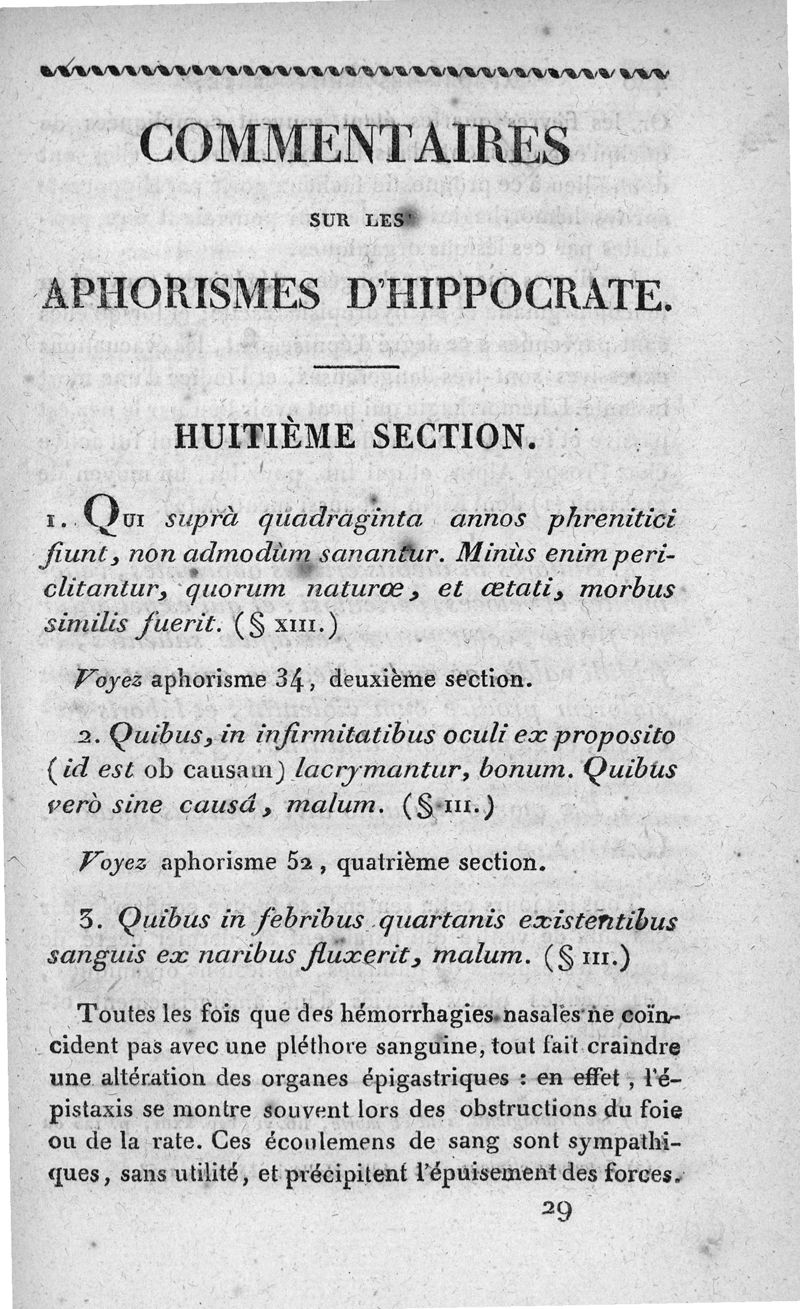 COMMENTAIRES
SUR LES
APHORISMES D'HIPPOCRATE.
HUITIÈME SECTION.
1. QUI suprà quadraginta annos phrenitici
fiunt, non admodùm sanantur. Minùs enim peri-
clitantur, quorum naturœ, et œtati, morbus
similis fuerit. (§ XIII.)
Voyez aphorisme 34, deuxième section.
2. Quibus, in infirmitatibus oculi ex proposito
(id est ob causam) lacrymantur, bonum. Quibus
verò sine causâ, malum. (§ III.)
Voyez aphorisme 52, quatrième section.
3. Quibus in febribus quartanis existentibus
sanguis ex naribus fluxerit, malum. (§ III.)
Toutes les fois que des hémorrhagies nasales ne coïn-
cident pas avec une pléthore sanguine, tout fait craindre
une altération des organes épigastriques : en effet, l'é-
pistaxis se montre souvent lors des obstructions du foie
ou de la rate. Ces écoulemens de sang sont sympathi-
ques, sans utilité, et précipitent l'épuisement des forces.
29